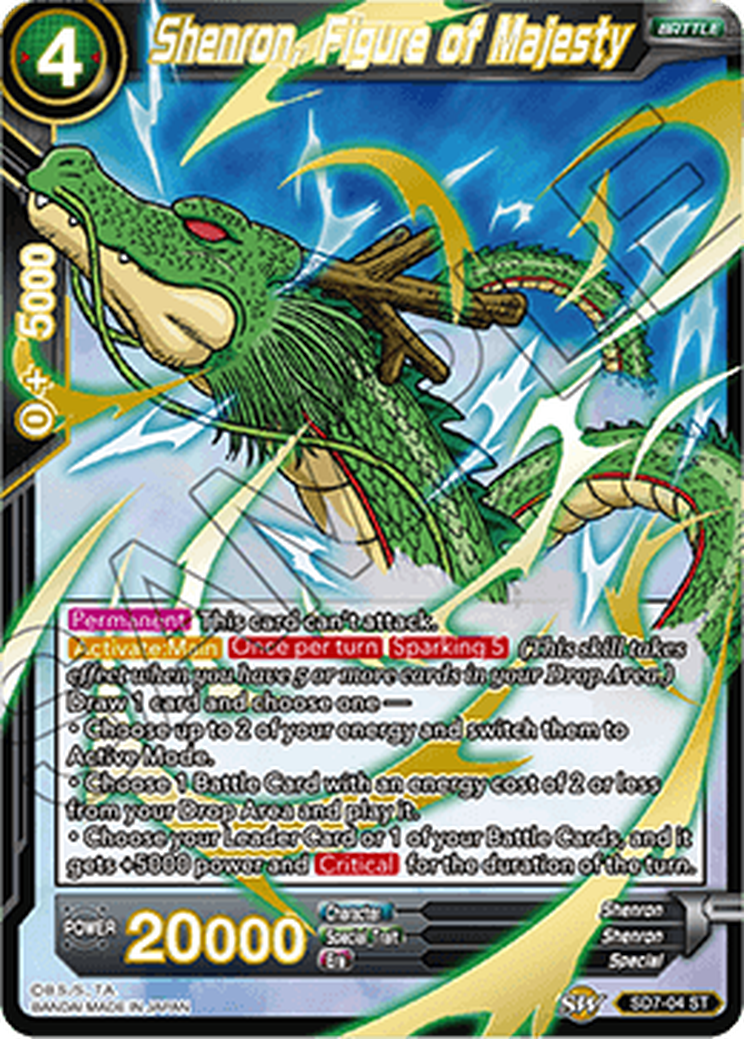 4
Shenron, Figure of Majesty
BATTLE
0 + 5000
SAMPLE
Permanent This card can't attack.
Activate:Main Once per turn Sparking 5 (This skill takes
effect when you have 5 or more cards in your Drop Area.)
Draw 1 card and choose one —
・Choose up to 2 of your energy and switch them to
Active Mode.
・Choose 1 Battle Card with an energy cost of 2 or less
from your Drop Area and play it.
・Choose your Leader Card or 1 of your Battle Cards, and it
gets +5000 power and Critical for the duration of the turn.
POWER 20000
Character Shenron
Special Trait Shenron
Era Special
©B.S./S., T.A.
BANDAI MADE IN JAPAN
SW SD7-04 ST